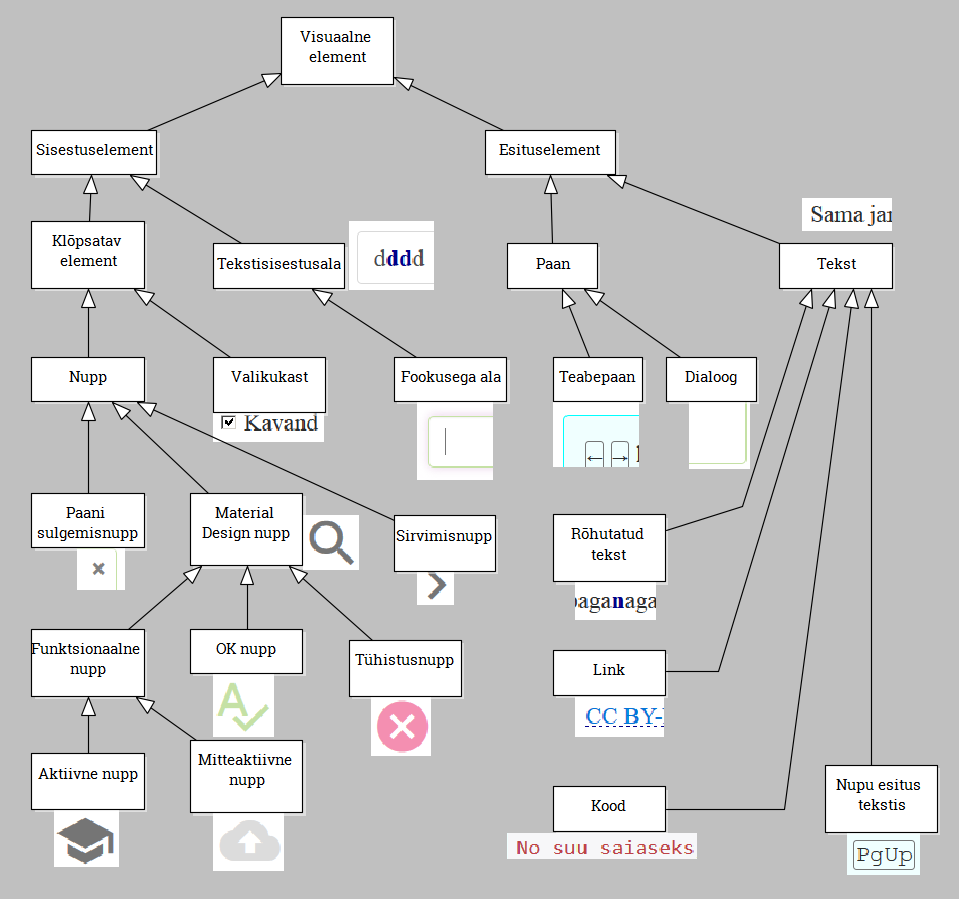 Visuaalne
element
Sisestuselement
Esituselement
Sama jar
Klõpsatav
element
Tekstisisestusala
dddd
Paan
Tekst
Nupp
Valikukast
Fookusega ala
Teabepaan
Dialoog
Kavand
← →
Paani
sulgemisnupp
Material
Design nupp
Sirvimisnupp
Rõhutatud
tekst
paganaga
Funktsionaalne
nupp
OK nupp
Tühistusnupp
Link
A
CC BY-
Aktiivne nupp
Mitteaktiivne
nupp
Kood
Nupu esitus
tekstis
No suu saiaseks
PgUp